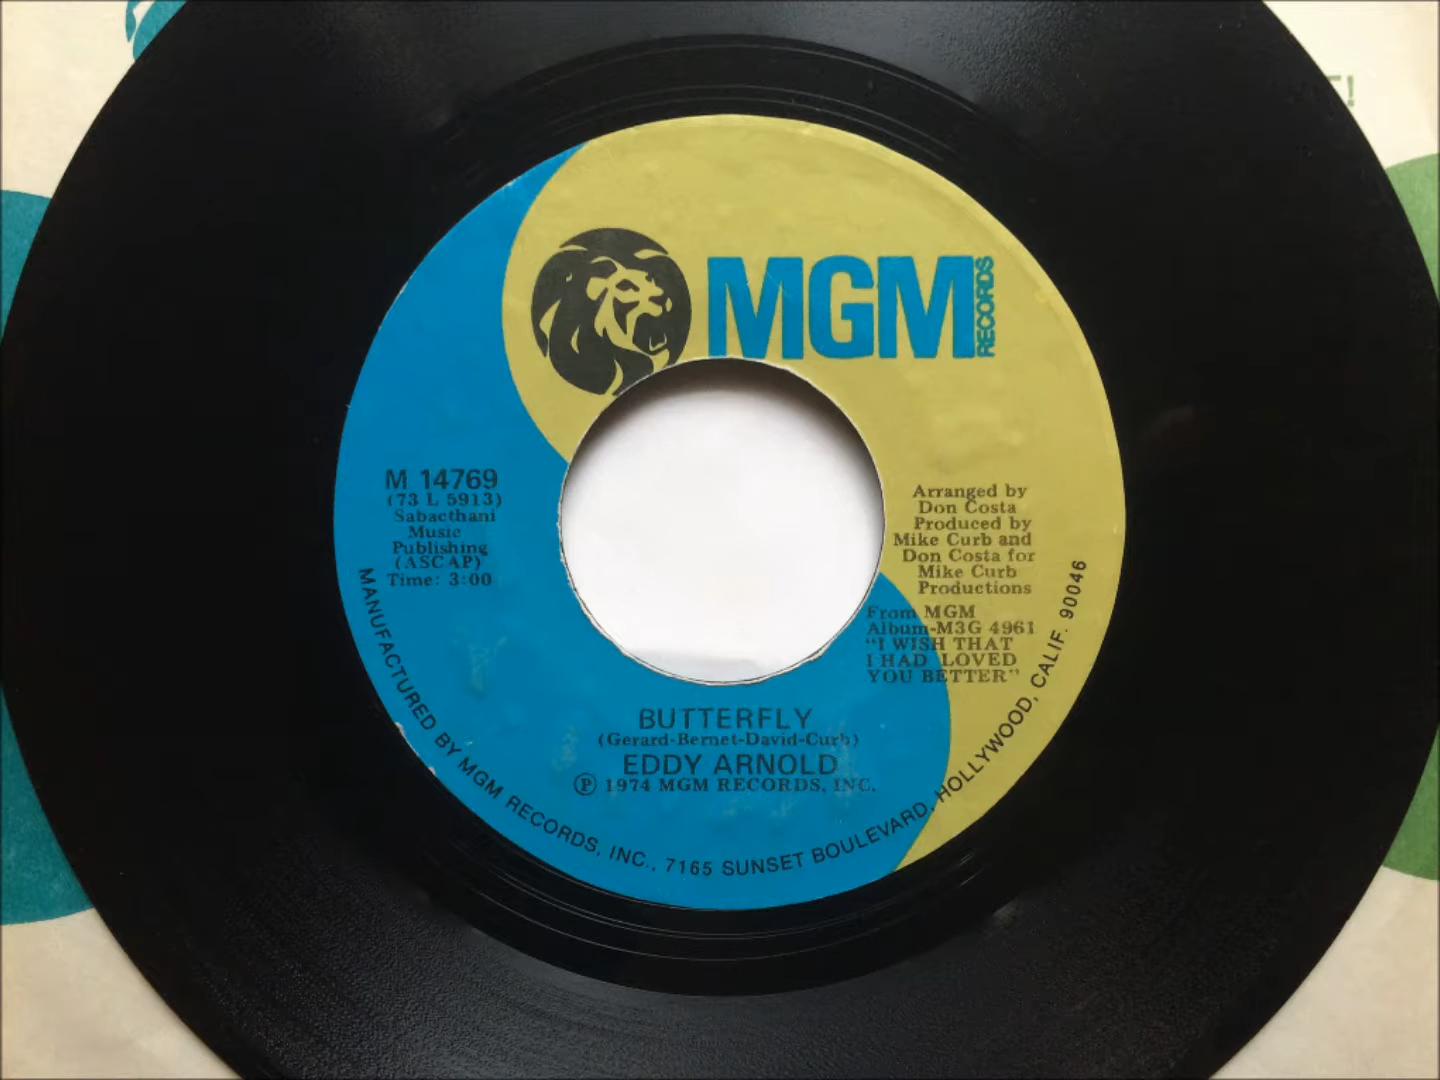 MGM
RECORDS
M 14769
(73 L 5913)
Sabacthani
Music
Publishing
(ASCAP)
Time: 3:00
Arranged by
Don Costa
Produced by
Mike Curb and
Don Costa for
Mike Curb
Productions
From MGM
Album-M3G 4961
"I WISH THAT
I HAD LOVED
YOU BETTER"
BUTTERFLY
(Gerard-Bernet-David-Curb)
EDDY ARNOLD
℗ 1974 MGM RECORDS, INC.
MANUFACTURED BY MGM RECORDS, INC., 7165 SUNSET BOULEVARD, HOLLYWOOD, CALIF. 90046